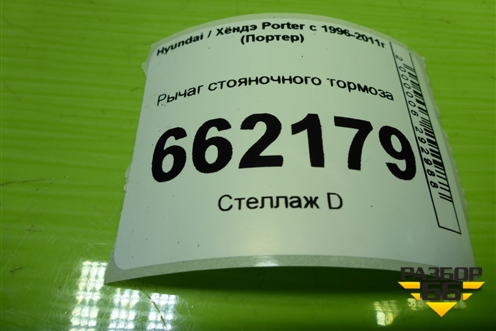 Hyundai / Хёндэ Porter с 1996-2011г
(Портер)
Рычаг стояночного тормоза
662179
Стеллаж D
РАЗБОР
66